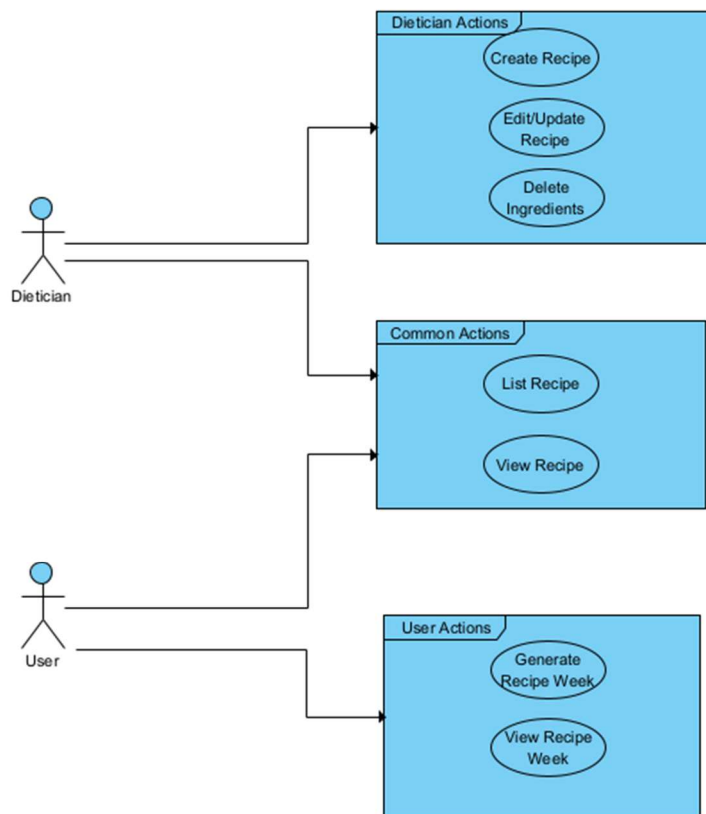 Dietician Actions
Create Recipe
Edit/Update
Recipe
Delete
Ingredients
Dietician
Common Actions
List Recipe
View Recipe
User
User Actions
Generate
Recipe Week
View Recipe
Week